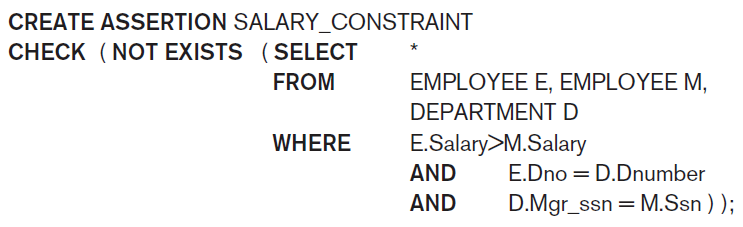 CREATE ASSERTION SALARY_CONSTRAINT
CHECK ( NOT EXISTS ( SELECT *
FROM EMPLOYEE E, EMPLOYEE M,
DEPARTMENT D
WHERE E.Salary>M.Salary
AND E.Dno = D.Dnumber
AND D.Mgr_ssn = M.Ssn ) );